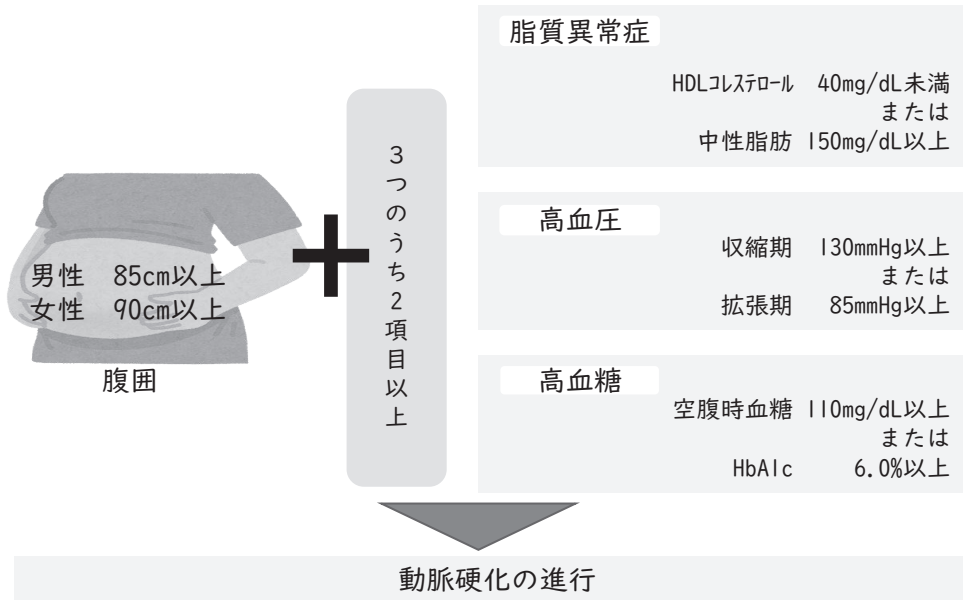 男性　85cm以上
女性　90cm以上
腹囲
3つのうち2項目以上
脂質異常症
HDLコレステロール　40mg/dL未満
または
中性脂肪　150mg/dL以上
高血圧
収縮期　130mmHg以上
または
拡張期　85mmHg以上
高血糖
空腹時血糖　110mg/dL以上
または
HbA1c　6.0%以上
動脈硬化の進行